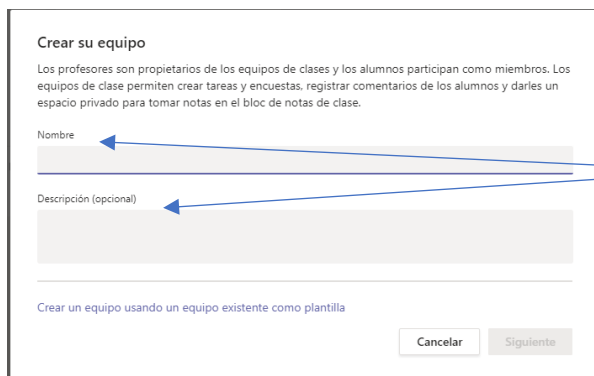 Crear su equipo
Los profesores son propietarios de los equipos de clases y los alumnos participan como miembros. Los
equipos de clase permiten crear tareas y encuestas, registrar comentarios de los alumnos y darles un
espacio privado para tomar notas en el bloc de notas de clase.
Nombre
Descripción (opcional)
Crear un equipo usando un equipo existente como plantilla
Cancelar
Siguiente